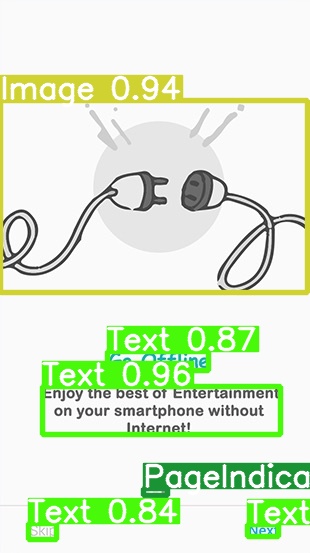 Image 0.94
Text 0.87
Go Offline
Text 0.96
Enjoy the best of Entertainment
on your smartphone without
Internet!
PageIndica
Text 0.84
Text
Skip
Next